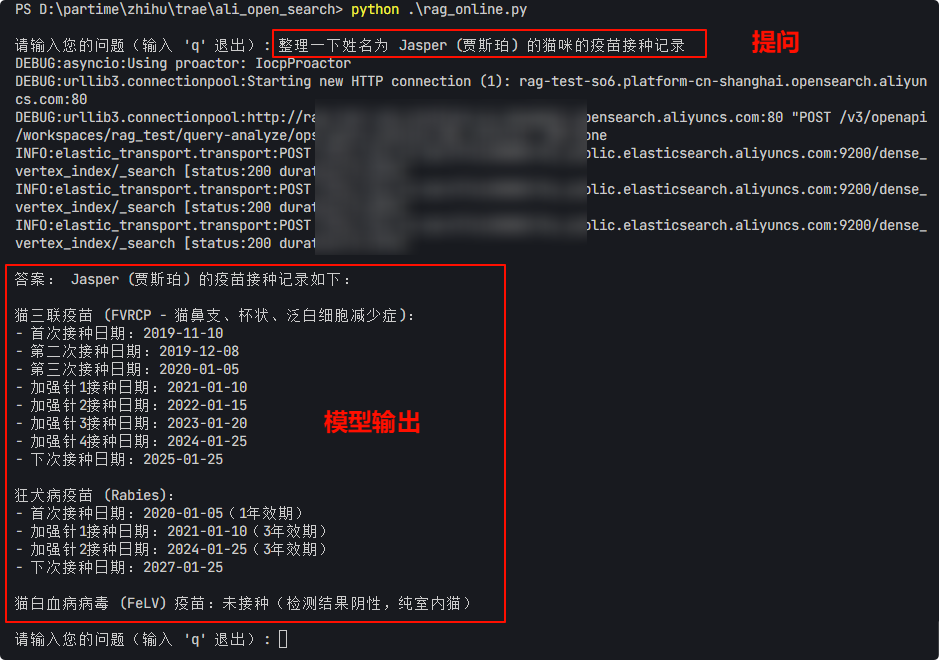 PS D:\partime\zhihu\trae\ali_open_search> python .\rag_online.py
请输入您的问题（输入 'q' 退出）: 整理一下姓名为 Jasper（贾斯珀）的猫咪的疫苗接种记录
提问
DEBUG:asyncio:Using proactor: IocpProactor
DEBUG:urllib3.connectionpool:Starting new HTTP connection (1): rag-test-so6.platform-cn-shanghai.opensearch.aliyun
cs.com:80
DEBUG:urllib3.connectionpool:http://ra ensearch.aliyuncs.com:80 "POST /v3/openapi
/workspaces/rag_test/query-analyze/ops one
INFO:elastic_transport.transport:POST blic.elasticsearch.aliyuncs.com:9200/dense_
vertex_index/_search [status:200 durat
INFO:elastic_transport.transport:POST blic.elasticsearch.aliyuncs.com:9200/dense_
vertex_index/_search [status:200 durat
INFO:elastic_transport.transport:POST blic.elasticsearch.aliyuncs.com:9200/dense_
vertex_index/_search [status:200 durat
答案： Jasper（贾斯珀）的疫苗接种记录如下：
猫三联疫苗 (FVRCP - 猫鼻支、杯状、泛白细胞减少症):
- 首次接种日期: 2019-11-10
- 第二次接种日期: 2019-12-08
- 第三次接种日期: 2020-01-05
- 加强针1接种日期: 2021-01-10
- 加强针2接种日期: 2022-01-15
- 加强针3接种日期: 2023-01-20
- 加强针4接种日期: 2024-01-25
- 下次接种日期: 2025-01-25
模型输出
狂犬病疫苗 (Rabies):
- 首次接种日期: 2020-01-05（1年效期）
- 加强针1接种日期: 2021-01-10（3年效期）
- 加强针2接种日期: 2024-01-25（3年效期）
- 下次接种日期: 2027-01-25
猫白血病病毒 (FeLV) 疫苗: 未接种（检测结果阴性，纯室内猫）
请输入您的问题（输入 'q' 退出）: